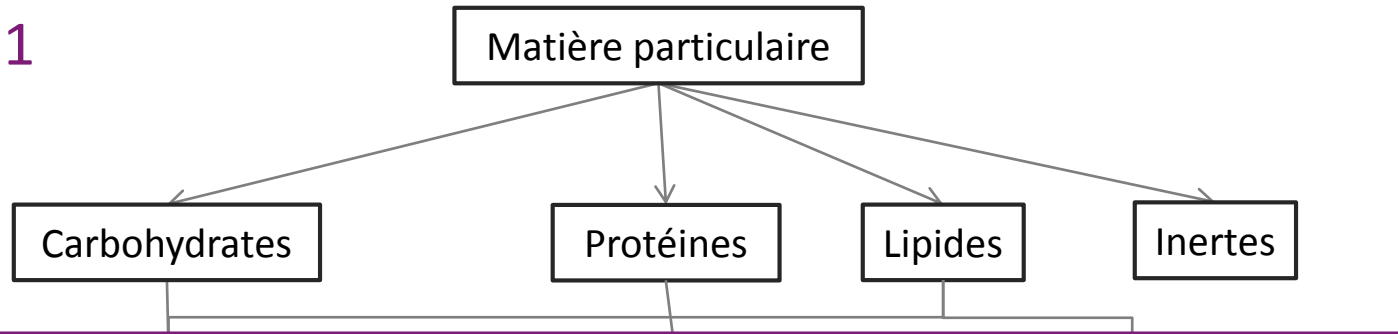 1
Matière particulaire
Carbohydrates
Protéines
Lipides
Inertes